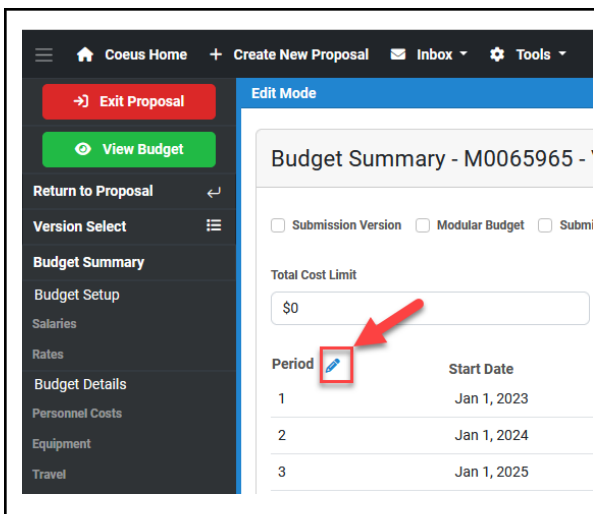 Coeus Home Create New Proposal Inbox Tools
Exit Proposal
View Budget
Return to Proposal
Version Select
Budget Summary
Budget Setup
Salaries
Rates
Budget Details
Personnel Costs
Equipment
Travel
Edit Mode
Budget Summary - M0065965 -
Submission Version Modular Budget Submi
Total Cost Limit
$0
Period Start Date
1 Jan 1, 2023
2 Jan 1, 2024
3 Jan 1, 2025